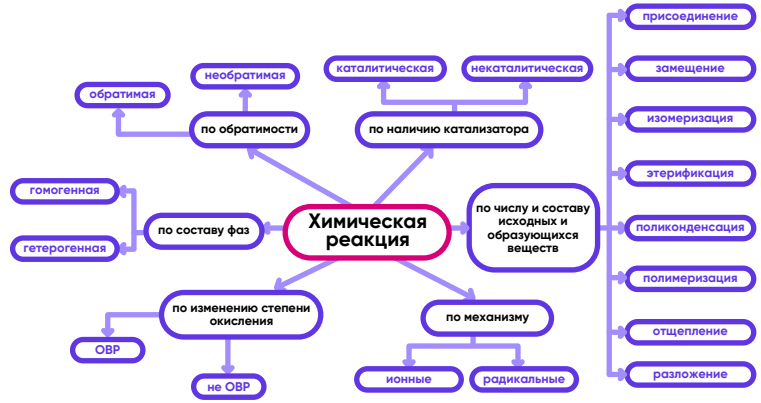 присоединение
каталитическая
некаталитическая
замещение
необратимая
обратимая
изомеризация
по обратимости
по наличию катализатора
этерификация
гомогенная
по составу фаз
гетерогенная
Химическая
реакция
по числу и составу
исходных и
образующихся
веществ
поликонденсация
полимеризация
по изменению степени
окисления
по механизму
отщепление
ОВР
не ОВР
ионные
радикальные
разложение